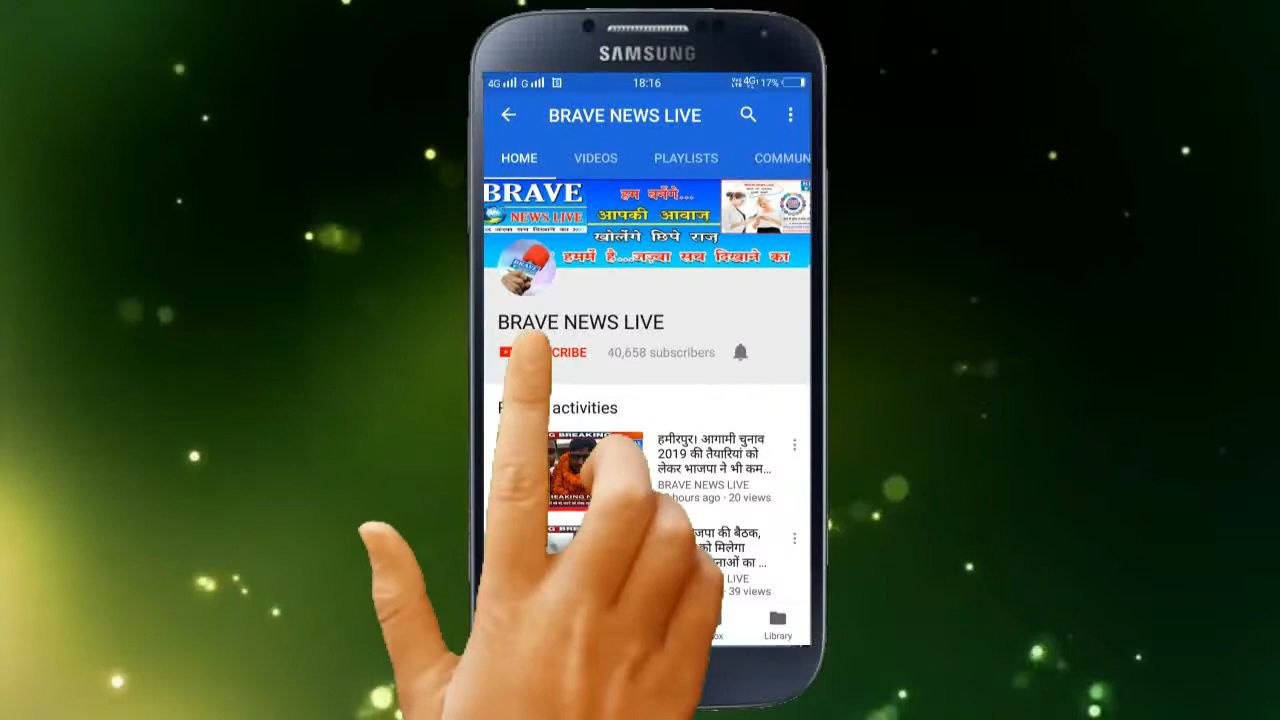 SAMSUNG
4G G 18:16 4G 17%
BRAVE NEWS LIVE
HOME VIDEOS PLAYLISTS COMMUN
BRAVE
NEWS LIVE
हम बनेंगे...
आपकी आवाज
खोलेंगे छिपे राज़
हममें है...जज़्बा सच दिखाने का
BRAVE NEWS LIVE
CRIBE 40,658 subscribers
activities
हमीरपुर। आगामी चुनाव
2019 की तैयारियां को
लेकर भाजपा ने भी कम...
BRAVE NEWS LIVE
hours ago · 20 views
जपा की बैठक,
को मिलेगा
नाओं का ...
LIVE
39 views
Library